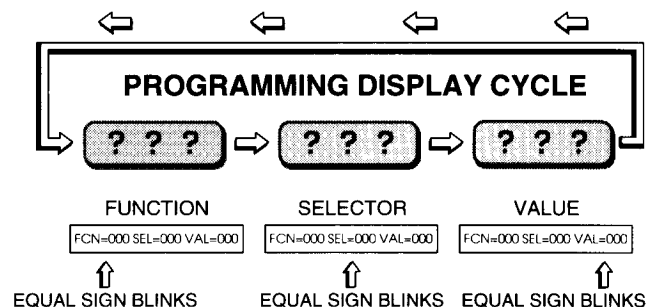 PROGRAMMING DISPLAY CYCLE
? ? ? ? ? ? ? ? ?
FUNCTION SELECTOR VALUE
FCN=000 SEL=000 VAL=000 FCN=000 SEL=000 VAL=000 FCN=000 SEL=000 VAL=000
EQUAL SIGN BLINKS EQUAL SIGN BLINKS EQUAL SIGN BLINKS